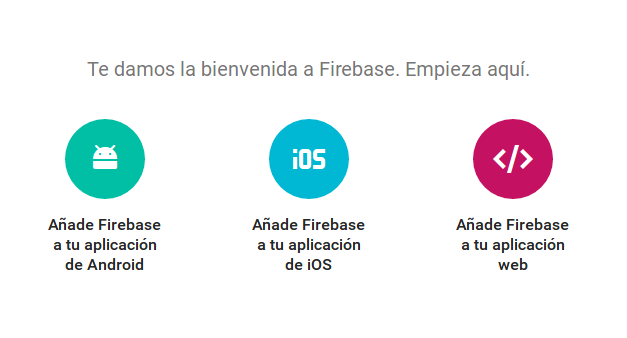 Te damos la bienvenida a Firebase. Empieza aquí.
iOS
Añade Firebase
a tu aplicación
de Android
Añade Firebase
a tu aplicación
de iOS
Añade Firebase
a tu aplicación
web